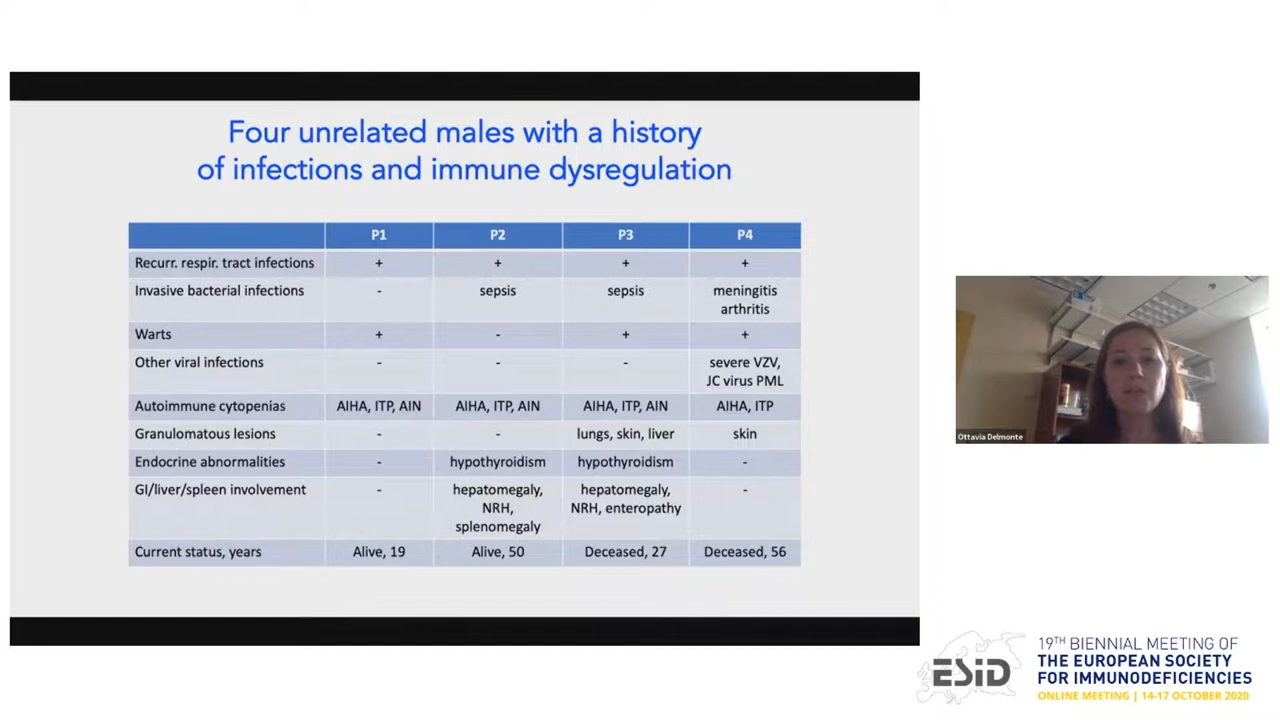 Four unrelated males with a history
of infections and immune dysregulation
P1 P2 P3 P4
Recurr. respir. tract infections + + + +
Invasive bacterial infections - sepsis sepsis meningitis
arthritis
Warts + - + +
Other viral infections - - - severe VZV,
JC virus PML
Autoimmune cytopenias AIHA, ITP, AIN AIHA, ITP, AIN AIHA, ITP, AIN AIHA, ITP
Granulomatous lesions - - lungs, skin, liver skin
Endocrine abnormalities - hypothyroidism hypothyroidism -
GI/liver/spleen involvement - hepatomegaly, hepatomegaly, -
NRH, NRH, enteropathy
splenomegaly
Current status, years Alive, 19 Alive, 50 Deceased, 27 Deceased, 56
Ottavia Delmonte
ESiD
19TH BIENNIAL MEETING OF
THE EUROPEAN SOCIETY
FOR IMMUNODEFICIENCIES
ONLINE MEETING | 14-17 OCTOBER 2020